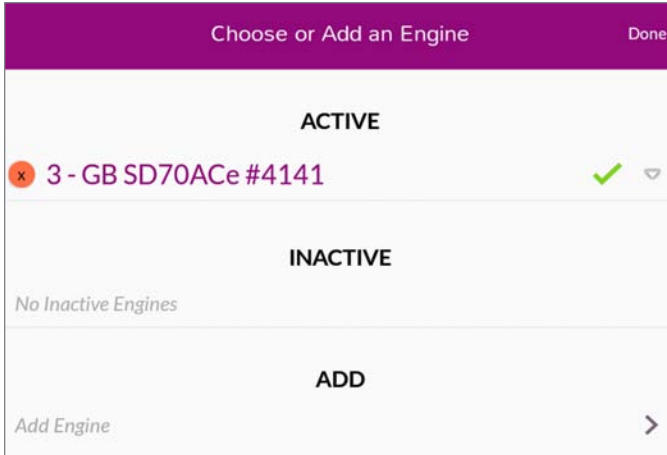 Choose or Add an Engine Done
ACTIVE
x 3 - GB SD70ACe #4141
INACTIVE
No Inactive Engines
ADD
Add Engine